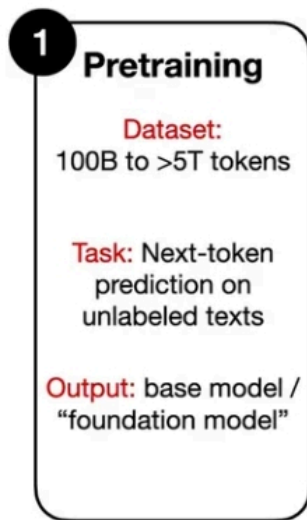 1
Pretraining
Dataset:
100B to >5T tokens
Task: Next-token
prediction on
unlabeled texts
Output: base model /
“foundation model”